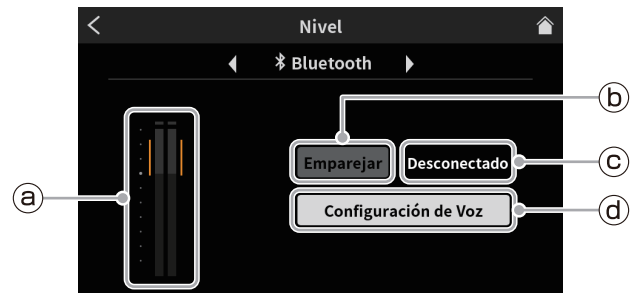 Nivel
Bluetooth
b
Emparejar
Desconectado
c
a
Configuración de Voz
d